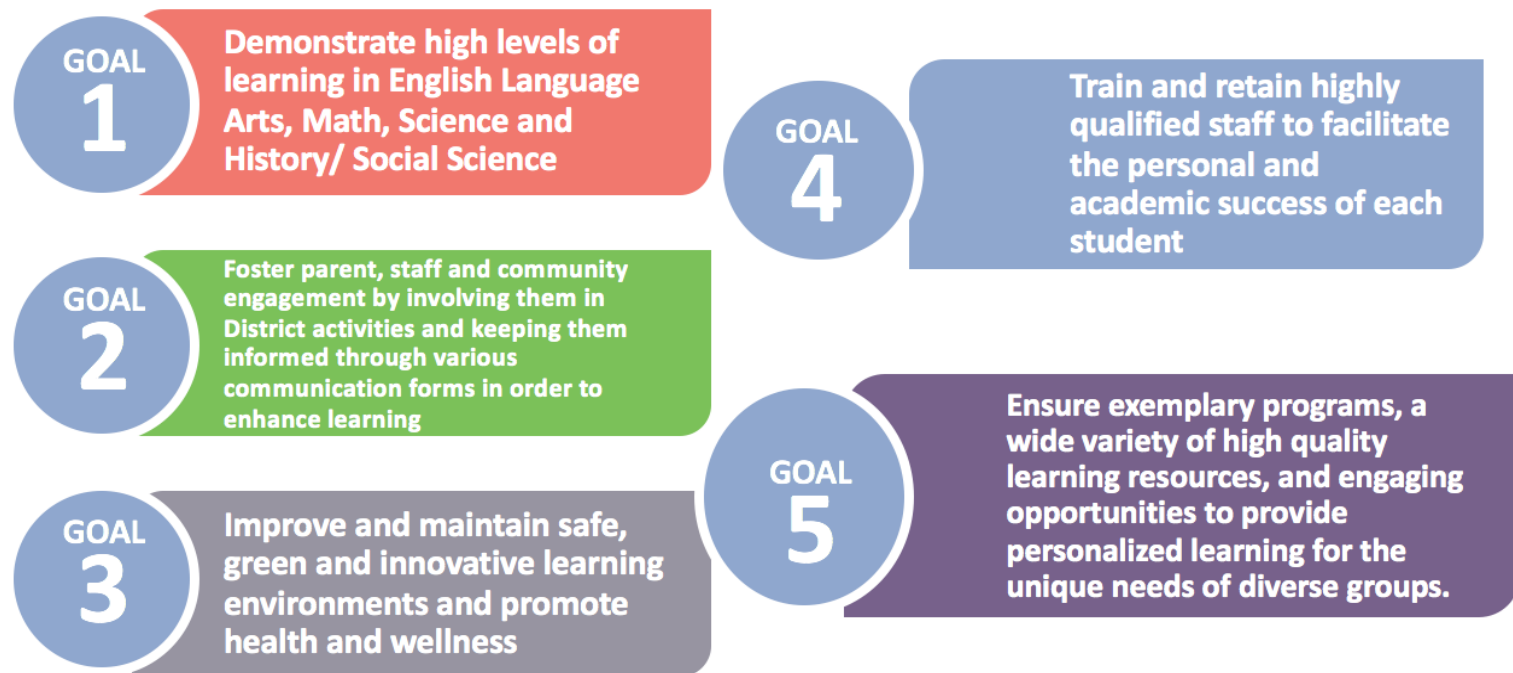 GOAL
1
Demonstrate high levels of
learning in English Language
Arts, Math, Science and
History/ Social Science
GOAL
2
Foster parent, staff and community
engagement by involving them in
District activities and keeping them
informed through various
communication forms in order to
enhance learning
GOAL
3
Improve and maintain safe,
green and innovative learning
environments and promote
health and wellness
GOAL
4
Train and retain highly
qualified staff to facilitate
the personal and
academic success of each
student
GOAL
5
Ensure exemplary programs, a
wide variety of high quality
learning resources, and engaging
opportunities to provide
personalized learning for the
unique needs of diverse groups.